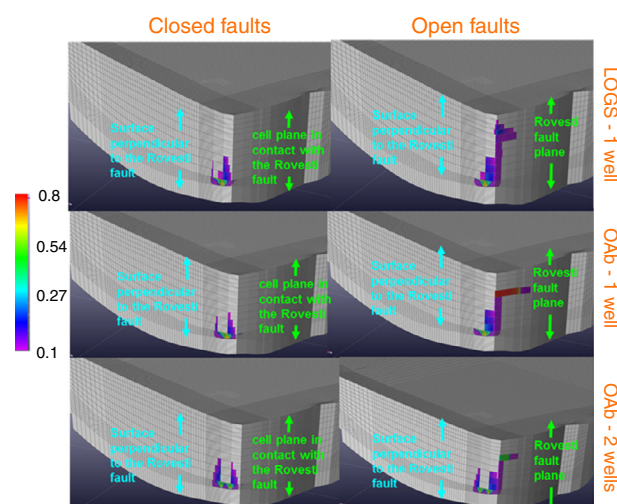 Closed faults
Open faults
LOGS - 1 well
Surface
perpendicular
to the Rovesti
fault
cell plane in
contact with
the Rovesti
fault
Surface
perpendicular
to the Rovesti
fault
Rovesti
fault
plane
0.8
0.54
0.27
0.1
OAb - 1 well
Surface
perpendicular
to the Rovesti
fault
cell plane in
contact with
the Rovesti
fault
Surface
perpendicular
to the Rovesti
fault
Rovesti
fault
plane
OAb - 2 wells
Surface
perpendicular
to the Rovesti
fault
cell plane in
contact with
the Rovesti
fault
Surface
perpendicular
to the Rovesti
fault
Rovesti
fault
plane